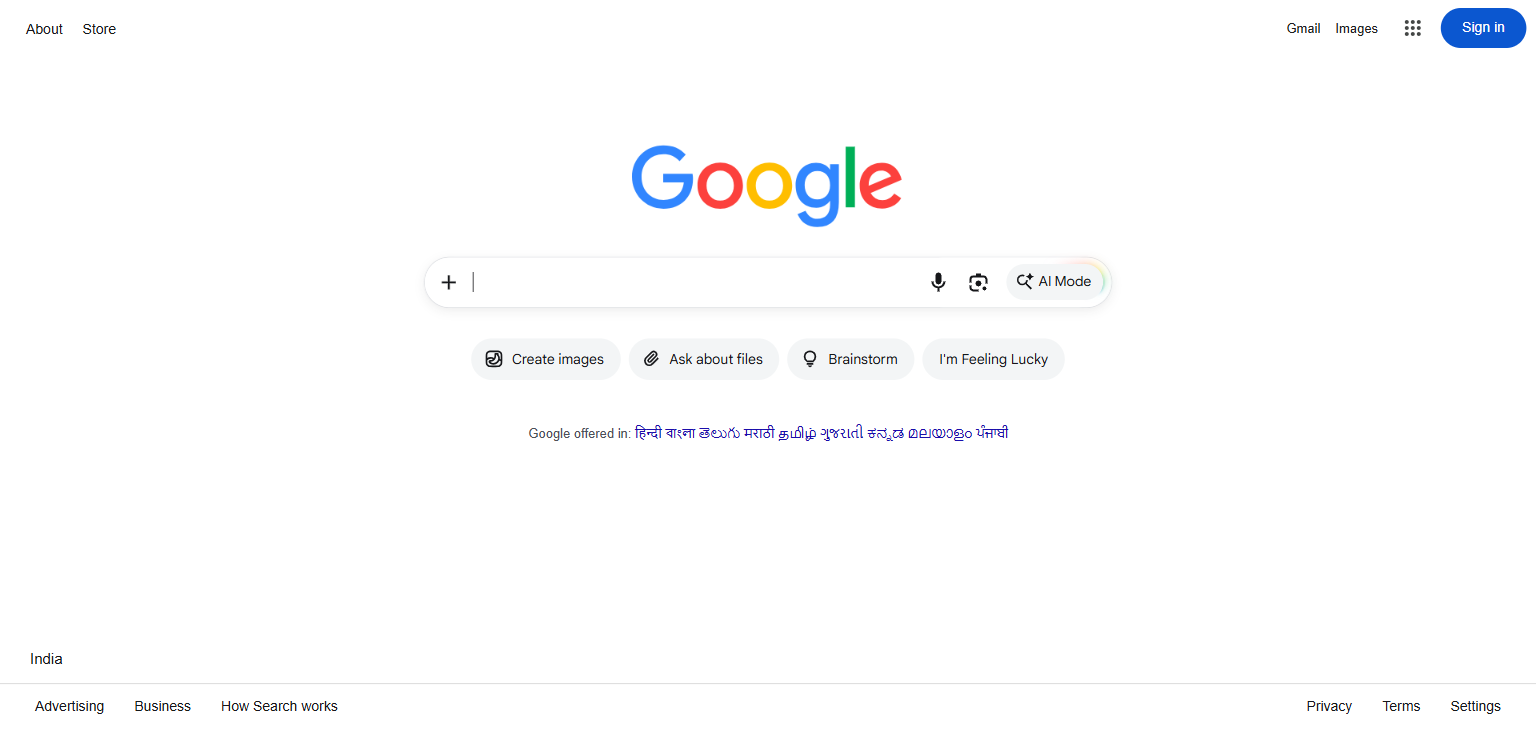 About Store Gmail Images Sign in
Google
AI Mode
Create images Ask about files Brainstorm I'm Feeling Lucky
Google offered in: हिन्दी বাংলা తెలుగు मराठी தமிழ் ગુજરાતી ಕನ್ನಡ മലയാളം ਪੰਜਾਬੀ
India
Advertising Business How Search works Privacy Terms Settings